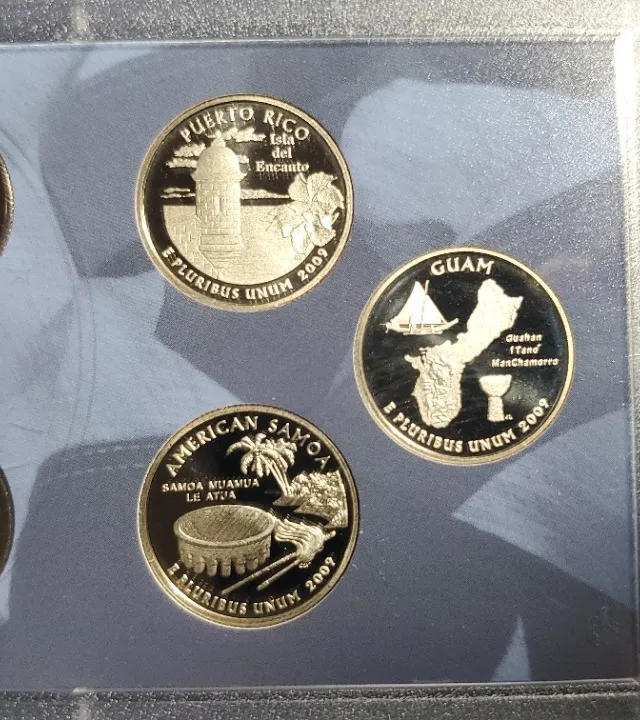 PUERTO RICO
Isla
del
Encanto
E PLURIBUS UNUM 2009
GUAM
Guahan
ITano'
ManChamorro
E PLURIBUS UNUM 2009
AMERICAN SAMOA
SAMOA MUAMUA
LE ATUA
E PLURIBUS UNUM 2009